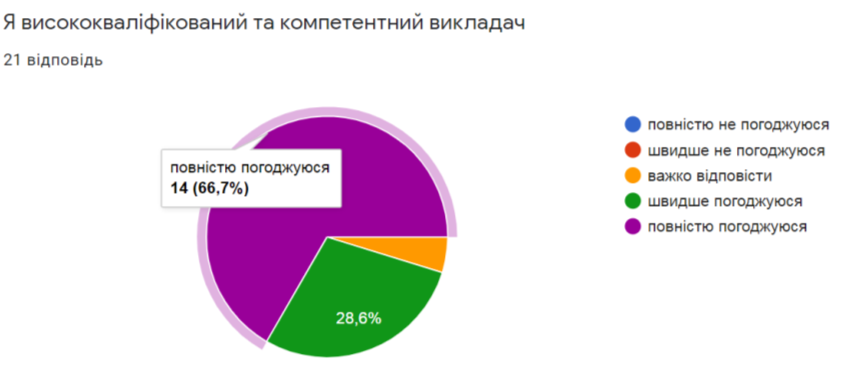 Я висококваліфікований та компетентний викладач
21 відповідь
повністю погоджуюся
14 (66,7%)
28,6%
повністю не погоджуюся
швидше не погоджуюся
важко відповісти
швидше погоджуюся
повністю погоджуюся